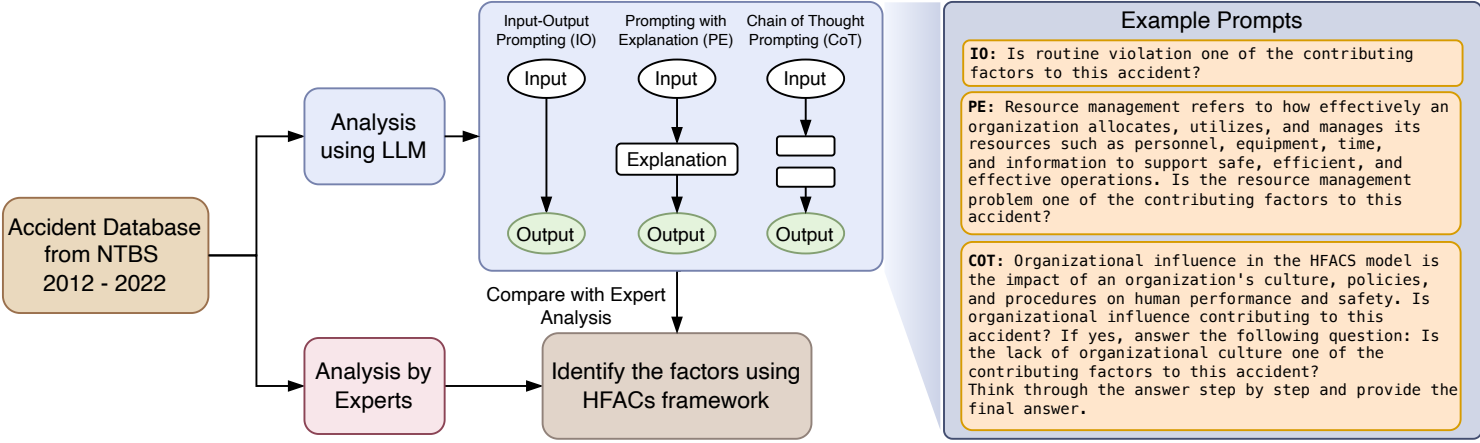 Accident Database
from NTBS
2012 - 2022
Analysis
using LLM
Analysis by
Experts
Input-Output
Prompting (IO)
Input
Output
Prompting with
Explanation (PE)
Input
Explanation
Output
Chain of Thought
Prompting (CoT)
Input
Output
Compare with Expert
Analysis
Identify the factors using
HFACs framework
Example Prompts
IO: Is routine violation one of the contributing
factors to this accident?
PE: Resource management refers to how effectively an
organization allocates, utilizes, and manages its
resources such as personnel, equipment, time,
and information to support safe, efficient, and
effective operations. Is the resource management
problem one of the contributing factors to this
accident?
COT: Organizational influence in the HFACS model is
the impact of an organization's culture, policies,
and procedures on human performance and safety. Is
organizational influence contributing to this
accident? If yes, answer the following question: Is
the lack of organizational culture one of the
contributing factors to this accident?
Think through the answer step by step and provide the
final answer.